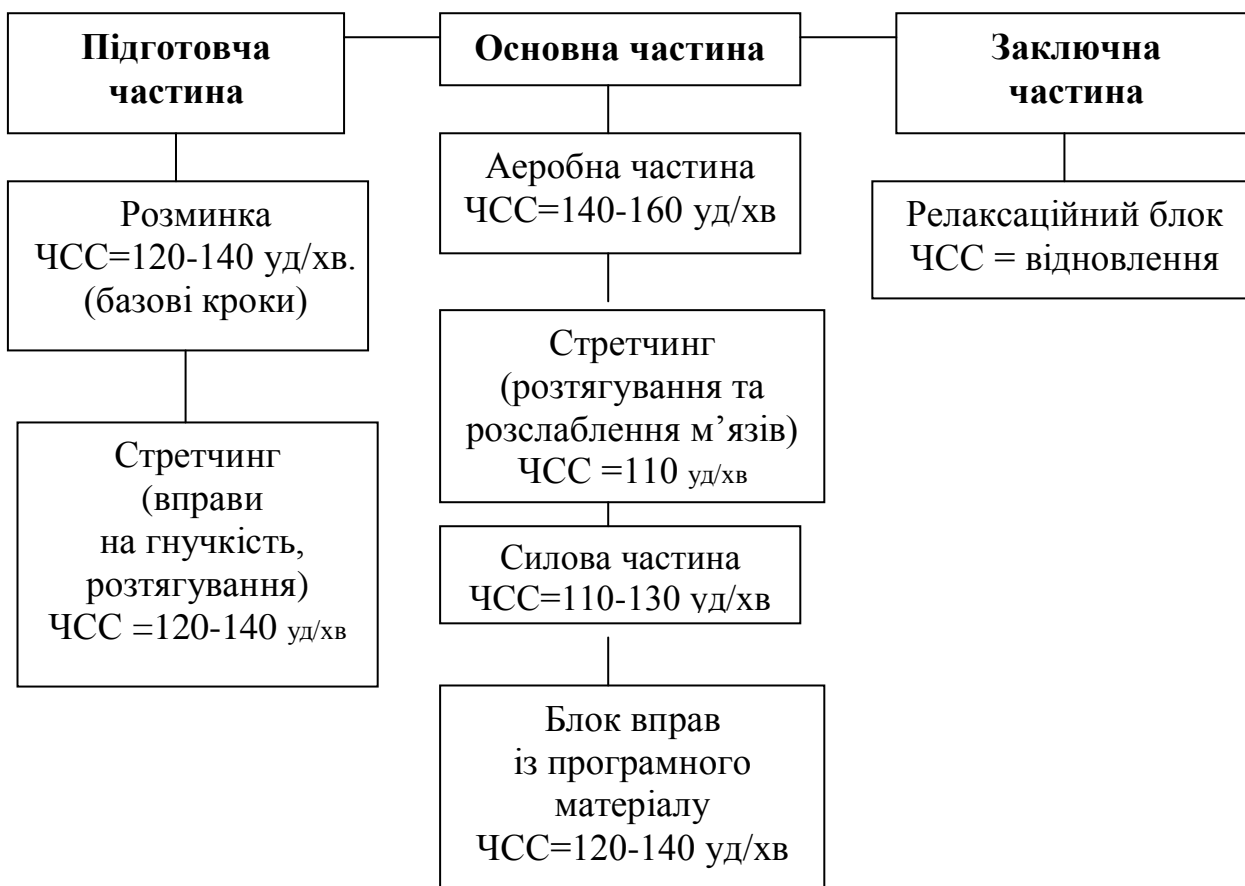 Підготовча
частина
Розминка
ЧСС=120-140 уд/хв.
(базові кроки)
Стретчинг
(вправи
на гнучкість,
розтягування)
ЧСС =120-140 уд/хв
Основна частина
Аеробна частина
ЧСС=140-160 уд/хв
Стретчинг
(розтягування та
розслаблення м’язів)
ЧСС =110 уд/хв
Силова частина
ЧСС=110-130 уд/хв
Блок вправ
із програмного
матеріалу
ЧСС=120-140 уд/хв
Заключна
частина
Релаксаційний блок
ЧСС = відновлення